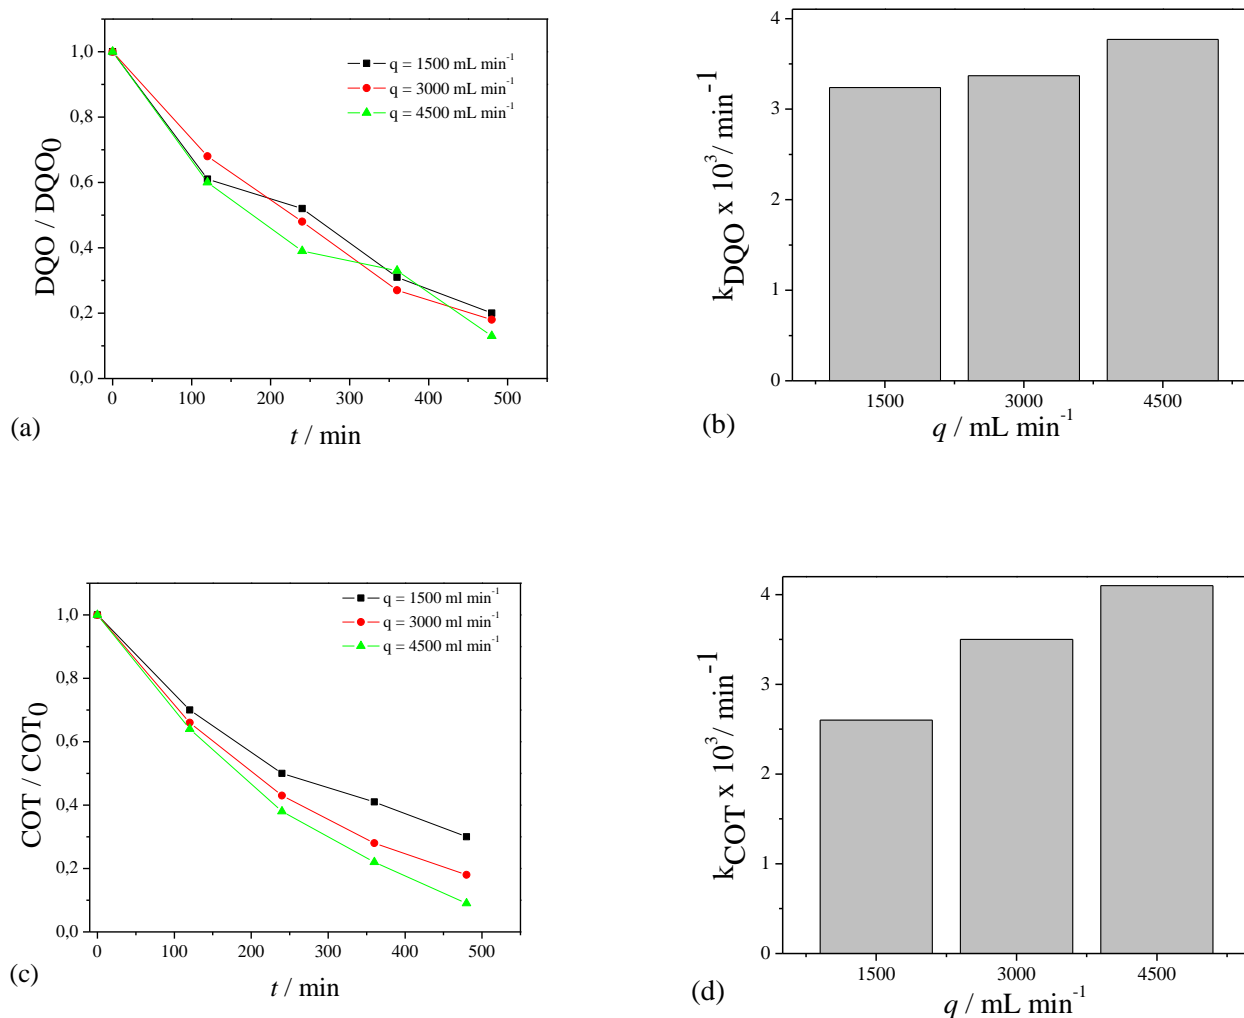 1,0
0,8
0,6
0,4
0,2
0,0
DQO / DQO0
q = 1500 mL min-1
q = 3000 mL min-1
q = 4500 mL min-1
0 100 200 300 400 500
t / min
(a)
4
3
2
1
0
kDQO x 103/ min-1
1500 3000 4500
q / mL min-1
(b)
1,0
0,8
0,6
0,4
0,2
0,0
COT / COT0
q = 1500 ml min-1
q = 3000 ml min-1
q = 4500 ml min-1
0 100 200 300 400 500
t / min
(c)
4
3
2
1
0
kCOT x 103/ min-1
1500 3000 4500
q / mL min-1
(d)